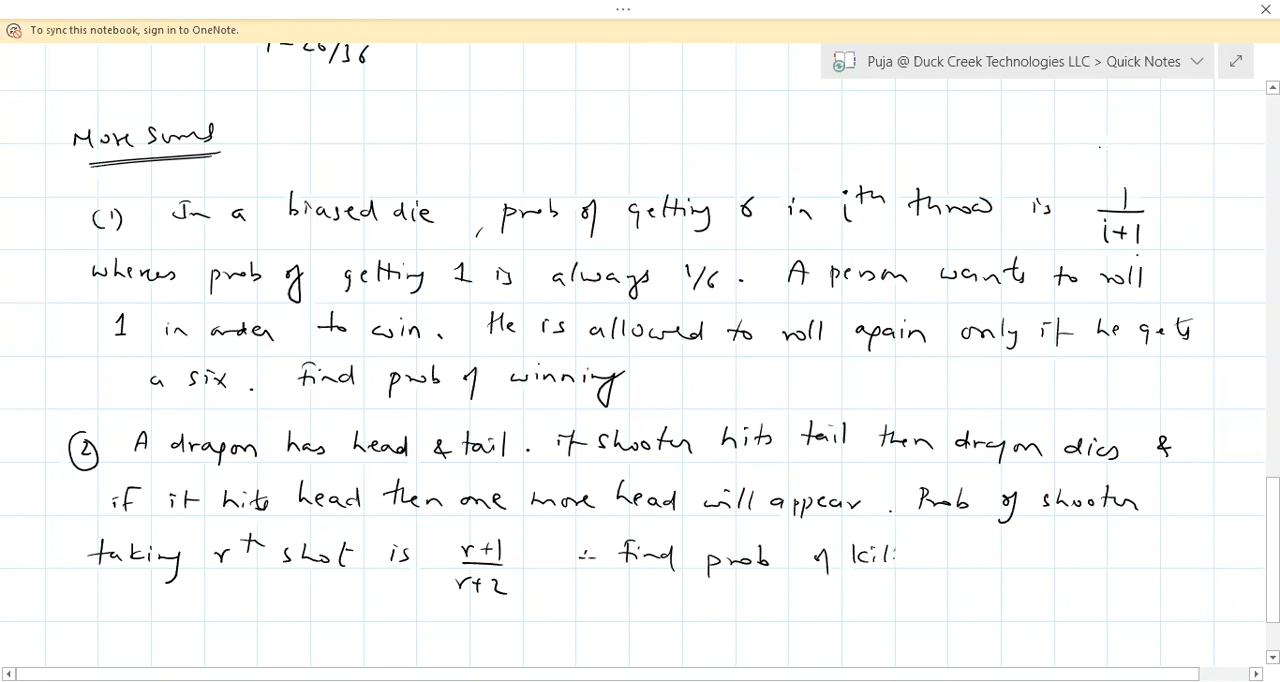 To sync this notebook, sign in to OneNote.
Puja @ Duck Creek Technologies LLC > Quick Notes
More Sums
(1) In a biased die, prob of getting 6 in i^th throw is 1/(i+1)
wheres prob of getting 1 is always 1/6. A person wants to roll
1 in order to win. He is allowed to roll again only if he gets
a six. Find prob of winning
(2) A dragon has head & tail. if shooter hits tail then dragon dies &
if it hits head then one more head will appear. Prob of shooter
taking r^th shot is (r+1)/(r+2) ∴ find prob of kil